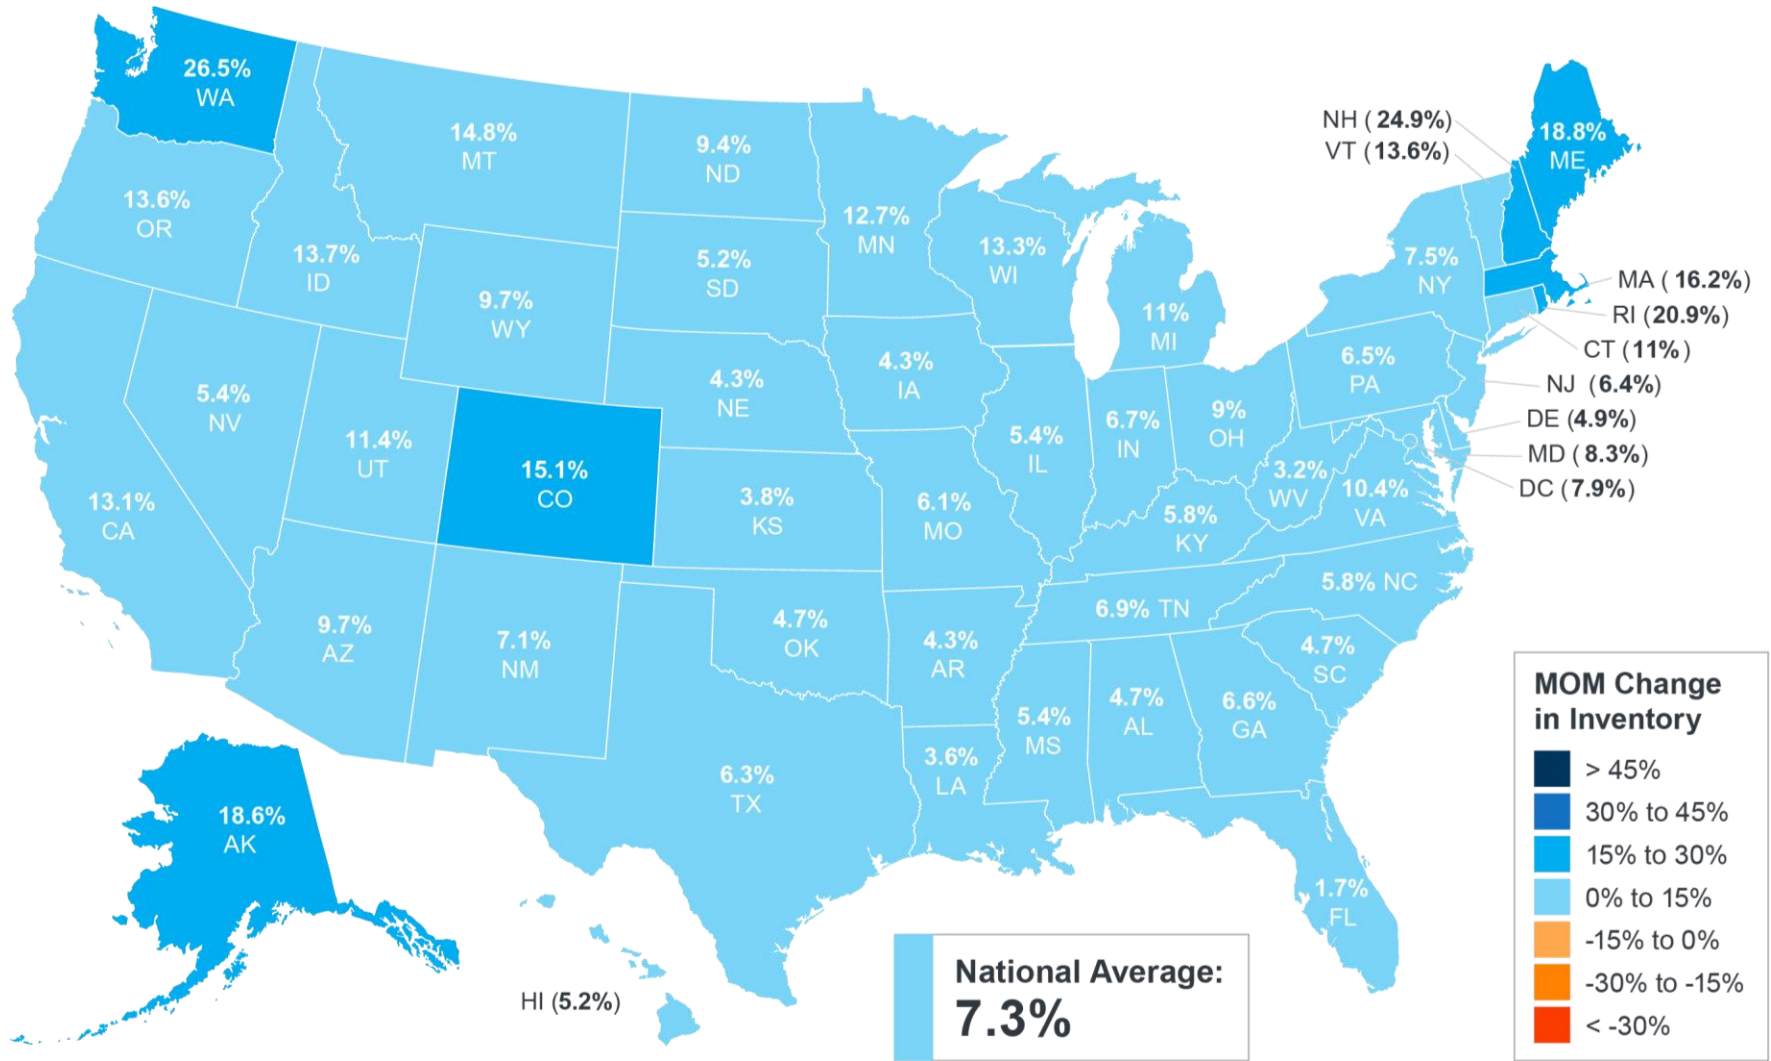 26.5%
WA
14.8%
MT
9.4%
ND
12.7%
MN
13.3%
WI
11%
MI
NH ( 24.9%)
VT ( 13.6%)
18.8%
ME
13.6%
OR
13.7%
ID
9.7%
WY
5.2%
SD
7.5%
NY
MA ( 16.2%)
RI (20.9%)
CT (11% )
NJ (6.4%)
DE (4.9%)
MD ( 8.3%)
DC (7.9%)
5.4%
NV
11.4%
UT
4.3%
NE
4.3%
IA
5.4%
IL
6.7%
IN
9%
OH
6.5%
PA
13.1%
CA
15.1%
CO
3.8%
KS
6.1%
MO
5.8%
KY
3.2%
WV
10.4%
VA
9.7%
AZ
7.1%
NM
4.7%
OK
4.3%
AR
6.9% TN
5.8% NC
4.7%
SC
6.3%
TX
3.6%
LA
5.4%
MS
4.7%
AL
6.6%
GA
1.7%
FL
18.6%
AK
HI (5.2%)
National Average:
7.3%
MOM Change
in Inventory
> 45%
30% to 45%
15% to 30%
0% to 15%
-15% to 0%
-30% to -15%
< -30%